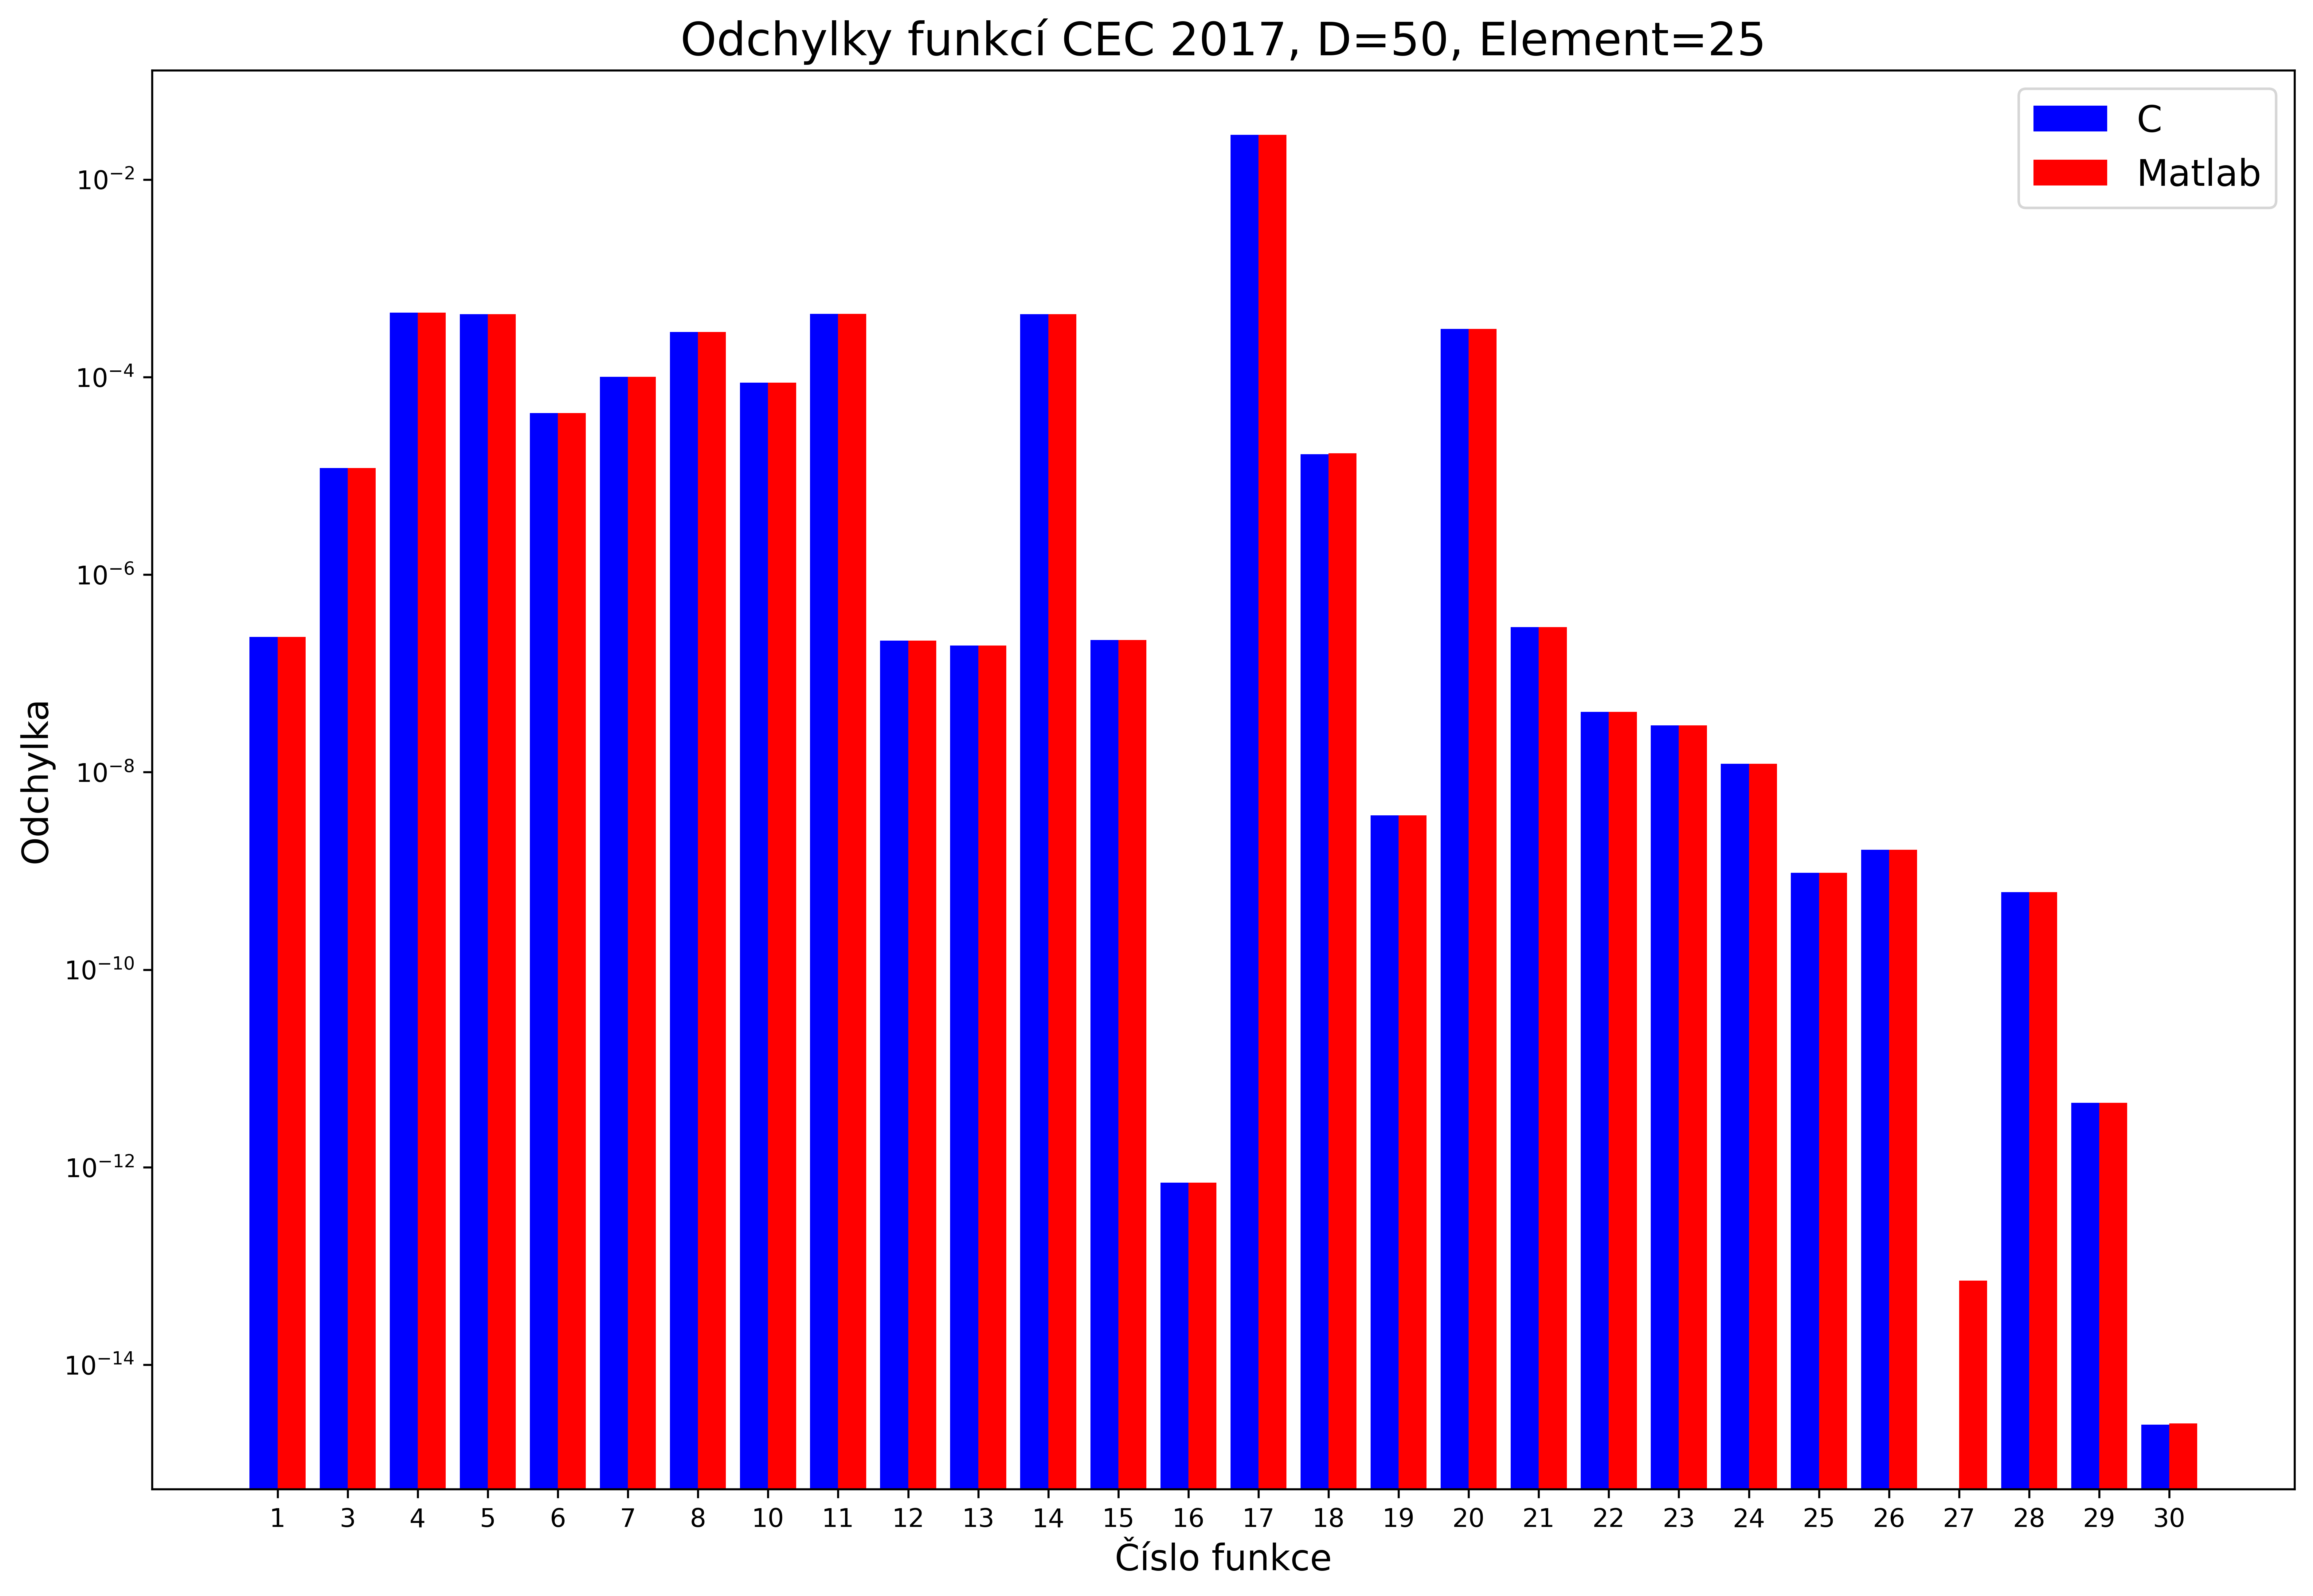 Odchylky funkcí CEC 2017, D=50, Element=25
C
Matlab
10⁻²
10⁻⁴
10⁻⁶
10⁻⁸
10⁻¹⁰
10⁻¹²
10⁻¹⁴
Odchylka
1 3 4 5 6 7 8 10 11 12 13 14 15 16 17 18 19 20 21 22 23 24 25 26 27 28 29 30
Číslo funkce